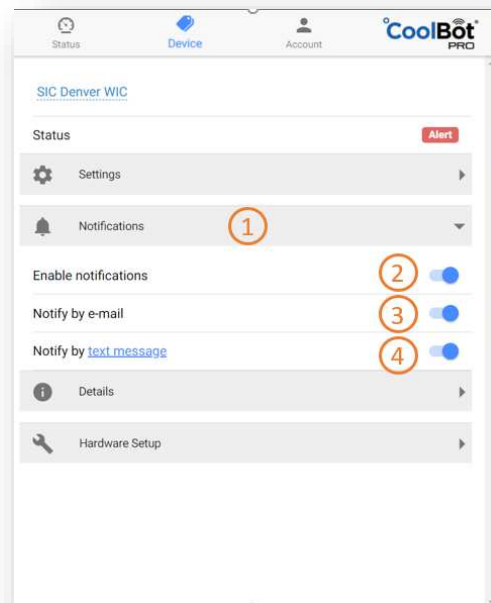 Status
Device
Account
CoolBot
PRO
SIC Denver WIC
Status
Alert
Settings
Notifications
1
Enable notifications
2
Notify by e-mail
3
Notify by text message
4
Details
Hardware Setup